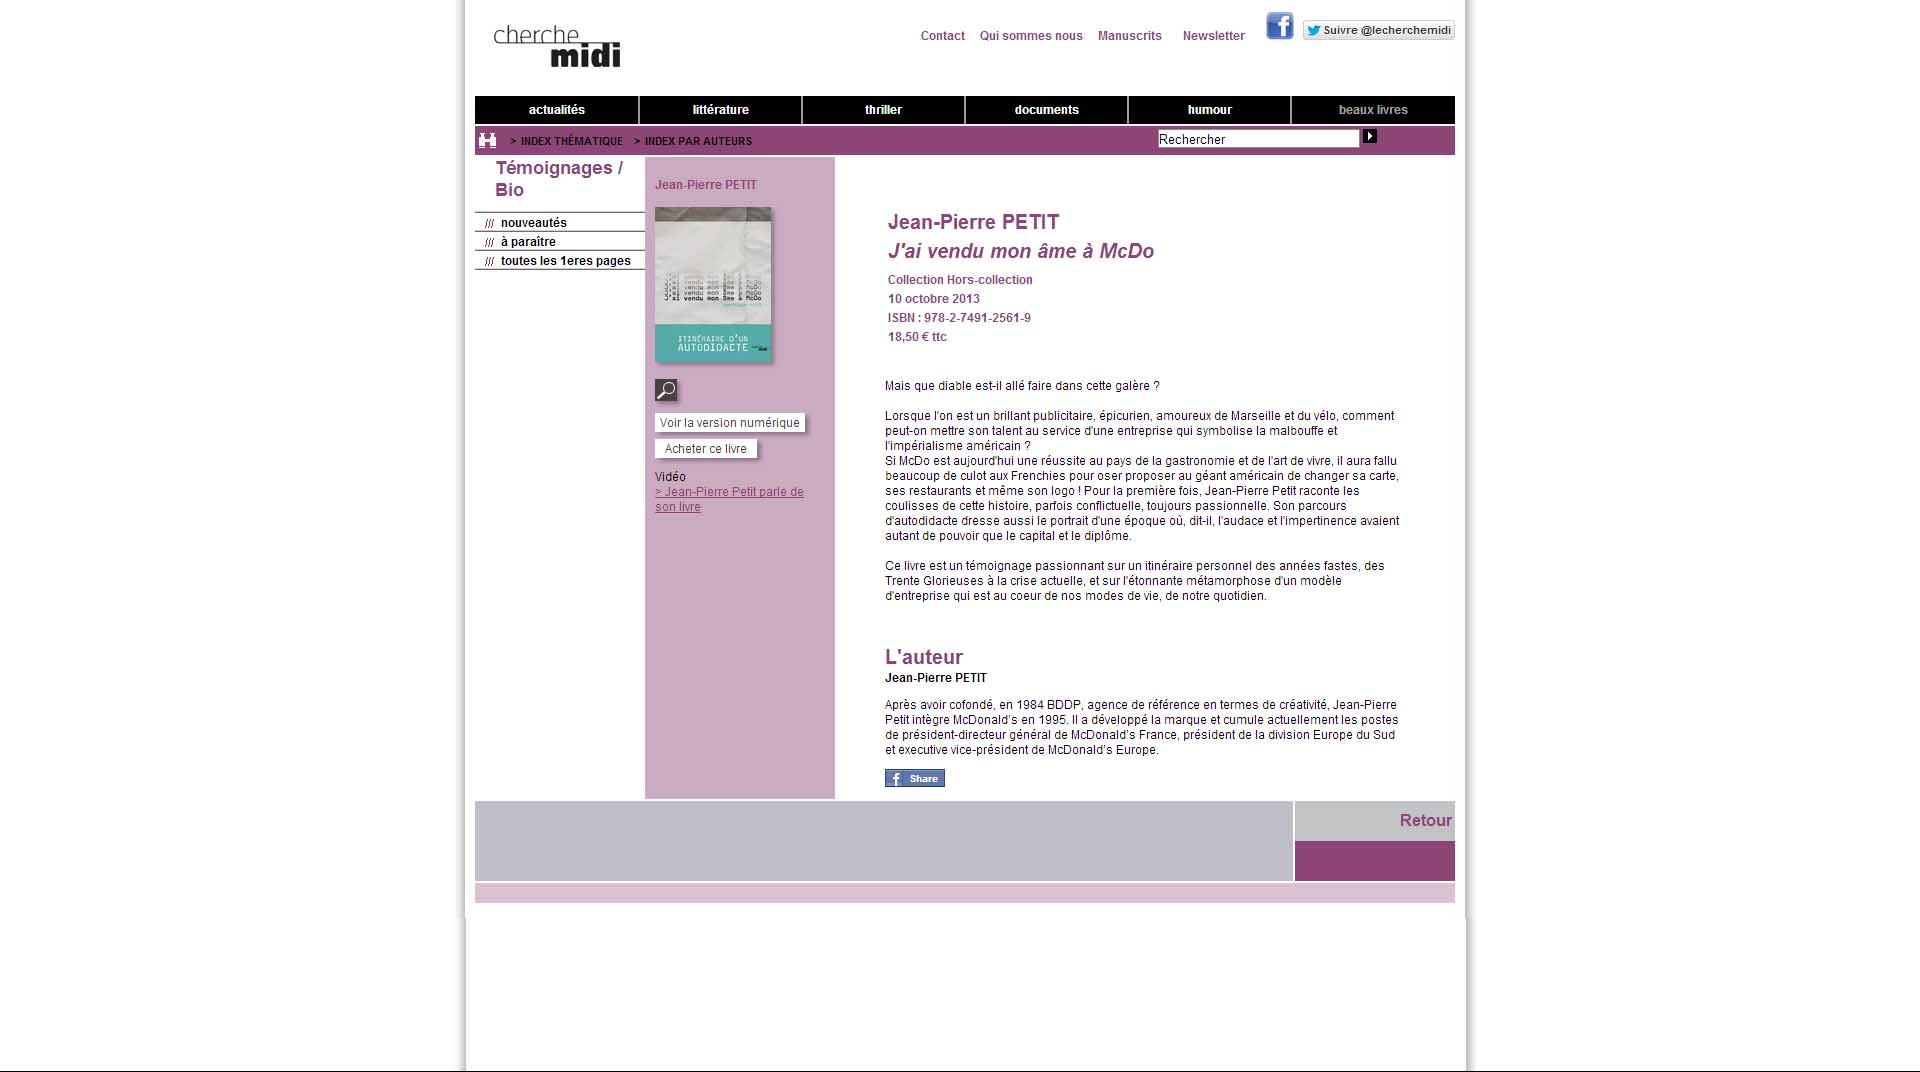 cherche
midi
Contact Qui sommes nous Manuscrits Newsletter
Suivre @lecherchemidi
actualités littérature thriller documents humour beaux livres
> INDEX THÉMATIQUE > INDEX PAR AUTEURS
Rechercher
Témoignages /
Bio
/// nouveautés
/// à paraître
/// toutes les 1eres pages
Jean-Pierre PETIT
J'ai vendu mon âme à McDo
ITINÉRAIRE D'UN
AUTODIDACTE
Voir la version numérique
Acheter ce livre
Vidéo
> Jean-Pierre Petit parle de
son livre
Jean-Pierre PETIT
J'ai vendu mon âme à McDo
Collection Hors-collection
10 octobre 2013
ISBN : 978-2-7491-2561-9
18,50 € ttc
Mais que diable est-il allé faire dans cette galère ?
Lorsque l'on est un brillant publicitaire, épicurien, amoureux de Marseille et du vélo, comment
peut-on mettre son talent au service d'une entreprise qui symbolise la malbouffe et
l'impérialisme américain ?
Si McDo est aujourd'hui une réussite au pays de la gastronomie et de l'art de vivre, il aura fallu
beaucoup de culot aux Frenchies pour oser proposer au géant américain de changer sa carte,
ses restaurants et même son logo ! Pour la première fois, Jean-Pierre Petit raconte les
coulisses de cette histoire, parfois conflictuelle, toujours passionnelle. Son parcours
d'autodidacte dresse aussi le portrait d'une époque où, dit-il, l'audace et l'impertinence avaient
autant de pouvoir que le capital et le diplôme.
Ce livre est un témoignage passionnant sur un itinéraire personnel des années fastes, des
Trente Glorieuses à la crise actuelle, et sur l'étonnante métamorphose d'un modèle
d'entreprise qui est au coeur de nos modes de vie, de notre quotidien.
L'auteur
Jean-Pierre PETIT
Après avoir cofondé, en 1984 BDDP, agence de référence en termes de créativité, Jean-Pierre
Petit intègre McDonald’s en 1995. Il a développé la marque et cumule actuellement les postes
de président-directeur général de McDonald’s France, président de la division Europe du Sud
et executive vice-président de McDonald’s Europe.
Share
Retour